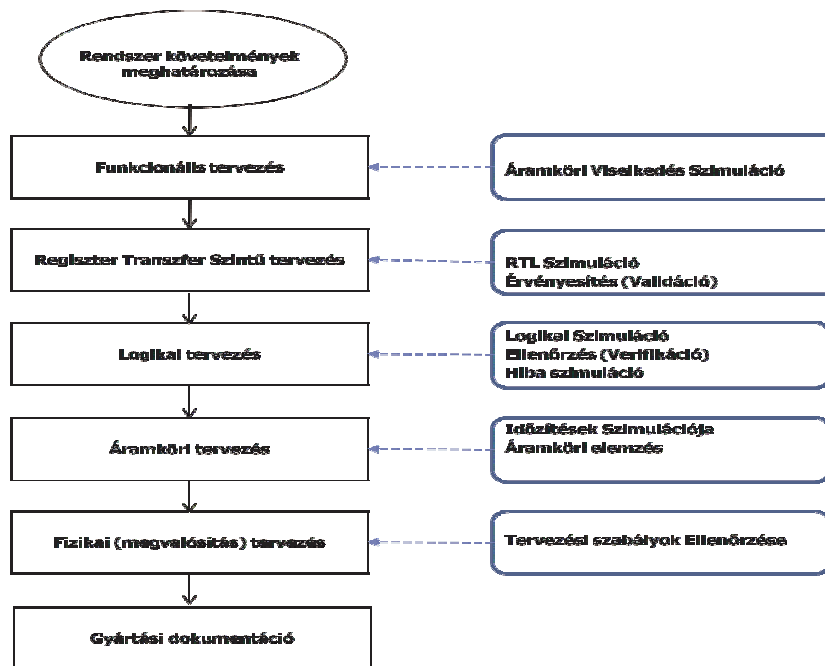 Rendszer követelmények
meghatározása
Funkcionális tervezés
Áramköri Viselkedés Szimuláció
Regiszter Transzfer Szintű tervezés
RTL Szimuláció
Érvényesítés (Validáció)
Logikai tervezés
Logikai Szimuláció
Ellenőrzés (Verifikáció)
Hiba szimuláció
Áramköri tervezés
Időzítések Szimulációja
Áramköri elemzés
Fizikai (megvalósítás) tervezés
Tervezési szabályok Ellenőrzése
Gyártási dokumentáció